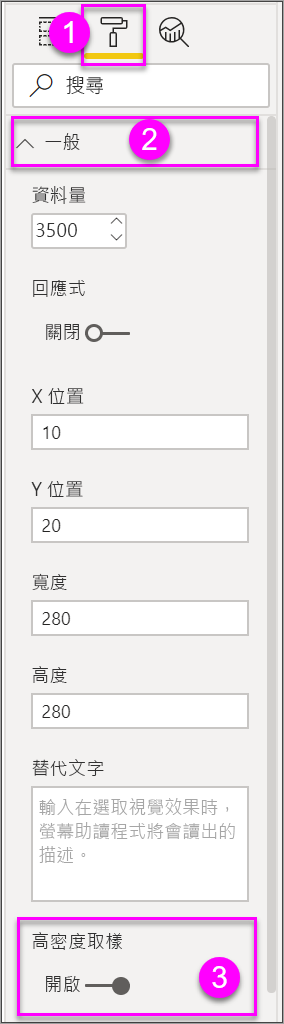 1
搜尋
一般
2
資料量
3500
回應式
關閉
X 位置
10
Y 位置
20
寬度
280
高度
280
替代文字
輸入在選取視覺效果時，
螢幕助讀程式將會讀出的
描述。
高密度取樣
開啟
3